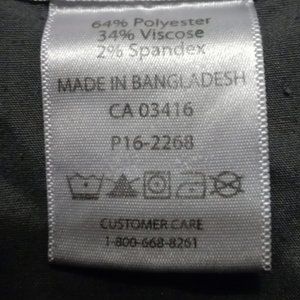 64% Polyester
34% Viscose
2% Spandex
MADE IN BANGLADESH
CA 03416
P16-2268
CUSTOMER CARE
1-800-668-8261